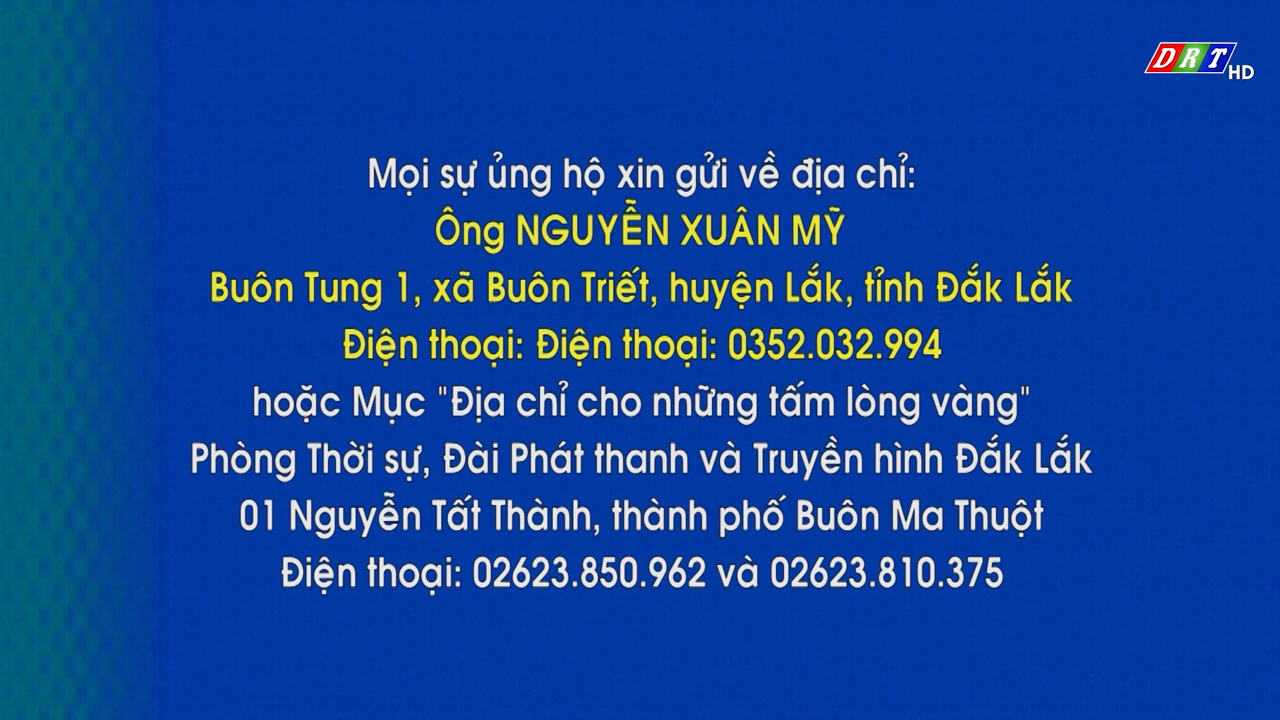 DRT HD
Mọi sự ủng hộ xin gửi về địa chỉ:
Ông NGUYỄN XUÂN MỸ
Buôn Tung 1, xã Buôn Triết, huyện Lắk, tỉnh Đắk Lắk
Điện thoại: Điện thoại: 0352.032.994
hoặc Mục "Địa chỉ cho những tấm lòng vàng"
Phòng Thời sự, Đài Phát thanh và Truyền hình Đắk Lắk
01 Nguyễn Tất Thành, thành phố Buôn Ma Thuột
Điện thoại: 02623.850.962 và 02623.810.375